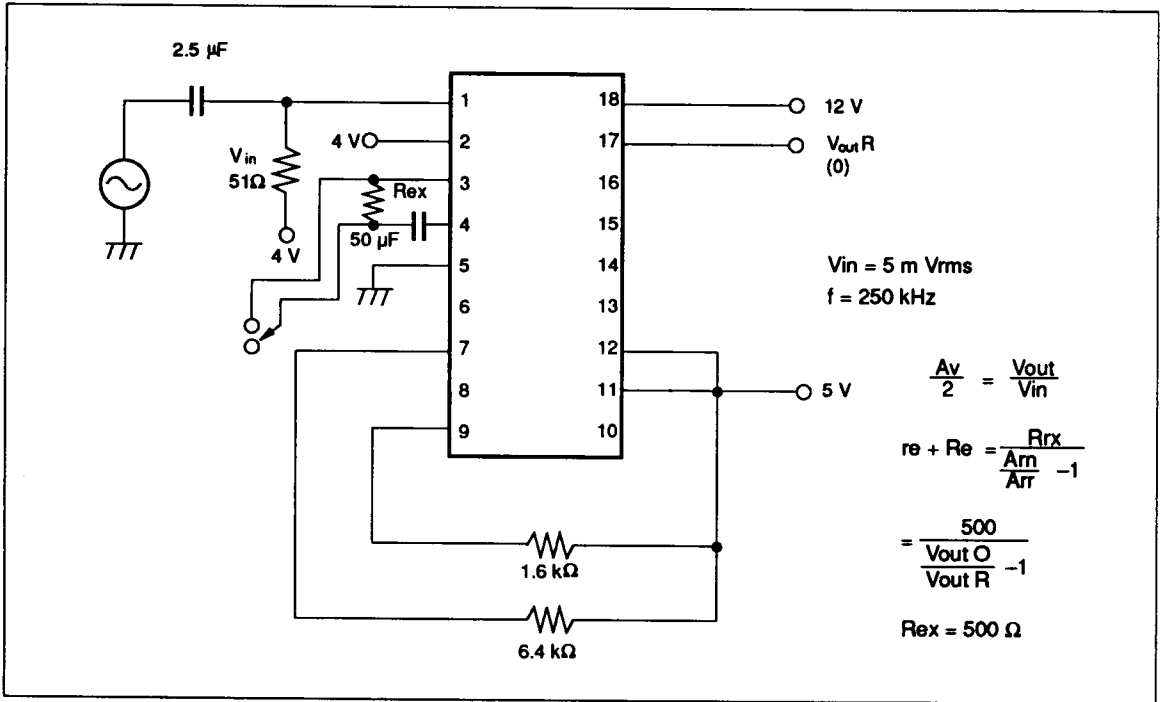 2.5 µF
1
18
12 V
4 V
2
17
Vout R
(0)
Vin
51Ω
3
Rex
16
4
15
50 µF
4 V
5
14
Vin = 5 m Vrms
6
13
f = 250 kHz
7
12
8
11
5 V
Av/2 = Vout/Vin
9
10
re + Re = Rrx / (Arn/Arr −1)
= 500 / (Vout O/Vout R −1)
1.6 kΩ
Rex = 500 Ω
6.4 kΩ